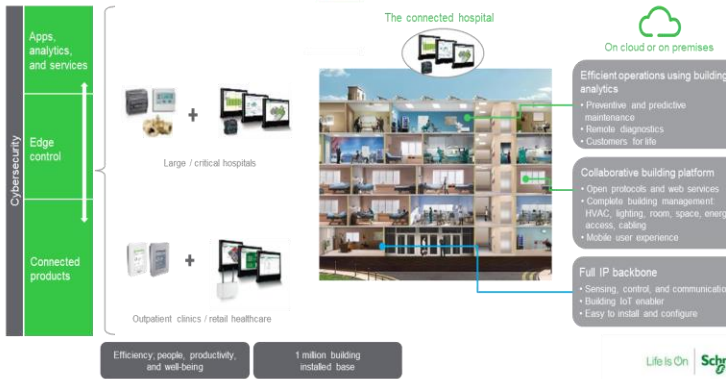 The connected hospital
On cloud or on premises
Cybersecurity
Apps,
analytics,
and services
Edge
control
Connected
products
Large / critical hospitals
Outpatient clinics / retail healthcare
Efficient operations using building
analytics
• Preventive and predictive
maintenance
• Remote diagnostics
• Customers for life
Collaborative building platform
• Open protocols and web services
• Complete building management:
HVAC, lighting, room, space, energ
access, cabling
• Mobile user experience
Full IP backbone
• Sensing, control, and communicatio
• Building IoT enabler
• Easy to install and configure
Efficiency, people, productivity,
and well-being
1 million building
installed base
Life Is On
Schn